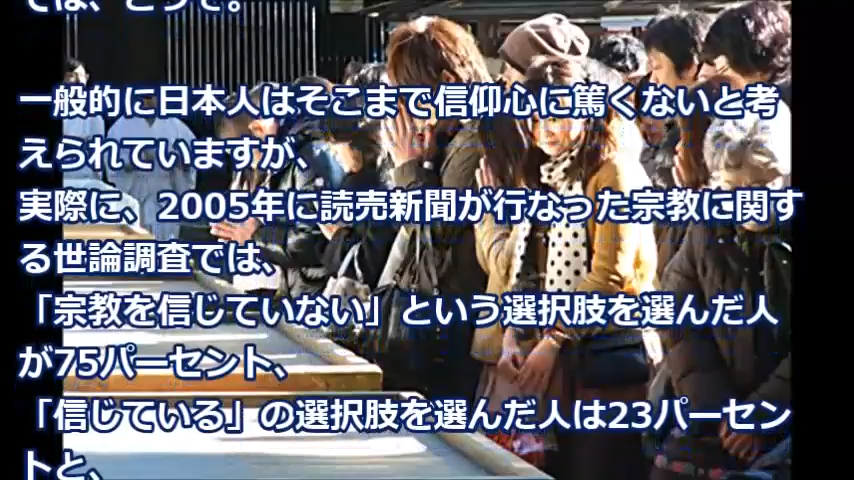 では、どうぞ。
一般的に日本人はそこまで信仰心に篤くないと考
えられていますが、
実際に、2005年に読売新聞が行なった宗教に関す
る世論調査では、
「宗教を信じていない」という選択肢を選んだ人
が75パーセント、
「信じている」の選択肢を選んだ人は23パーセン
トと、